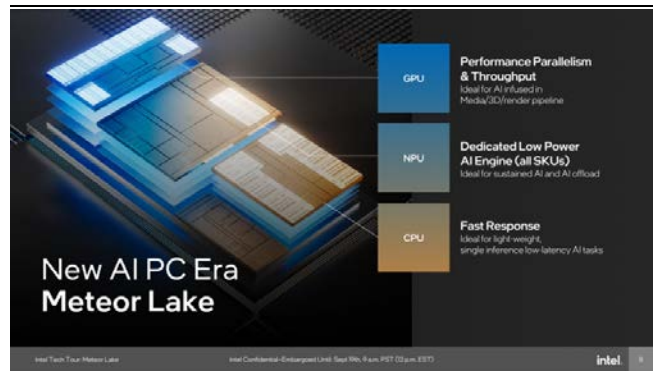 GPU
Performance Parallelism
& Throughput
Ideal for AI infused in
Media/3D/render pipeline
NPU
Dedicated Low Power
AI Engine (all SKUs)
Ideal for sustained AI and AI offload
CPU
Fast Response
Ideal for light-weight,
single inference low-latency AI tasks
New AI PC Era
Meteor Lake
Intel Tech Tour: Meteor Lake
Intel Confidential–Embargoed Until: Sept 19th, 9 a.m. PST (12 p.m. EST)
intel.